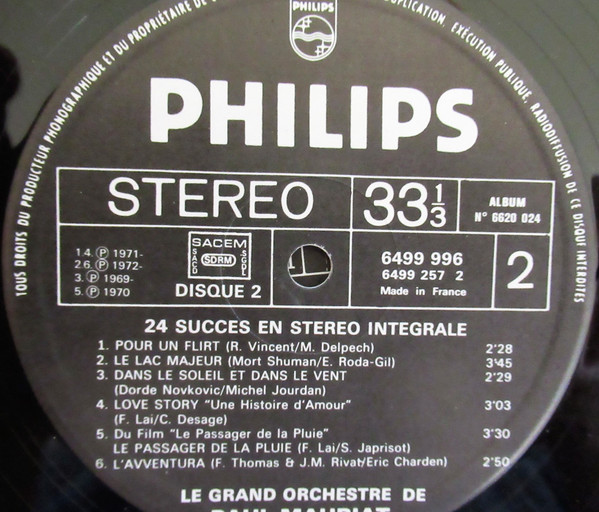 TOUS DROITS DU PRODUCTEUR PHONOGRAPHIQUE ET DU PROPRIÉTAIRE DE
DUPLICATION, EXÉCUTION PUBLIQUE, RADIODIFFUSION DE CE DISQUE INTERDITES
PHILIPS
PHILIPS
STEREO
33 1/3
ALBUM
N° 6620 024
1.4. Ⓟ 1971-
2.6. Ⓟ 1972-
3. Ⓟ 1969-
5. Ⓟ 1970
SACEM
SACD
SDRM
SGDL
DISQUE 2
6499 996
6499 257 2
Made in France
2
24 SUCCES EN STEREO INTEGRALE
1. POUR UN FLIRT (R. Vincent/M. Delpech) 2'28
2. LE LAC MAJEUR (Mort Shuman/E. Roda-Gil) 3'45
3. DANS LE SOLEIL ET DANS LE VENT 2'29
(Dorde Novkovic/Michel Jourdan)
4. LOVE STORY "Une Histoire d'Amour" 3'03
(F. Lai/C. Desage)
5. Du Film "Le Passager de la Pluie" 3'30
LE PASSAGER DE LA PLUIE (F. Lai/S. Japrisot)
6. L'AVVENTURA (F. Thomas & J.M. Rivat/Eric Charden) 2'50
LE GRAND ORCHESTRE DE
PAUL MAURIAT